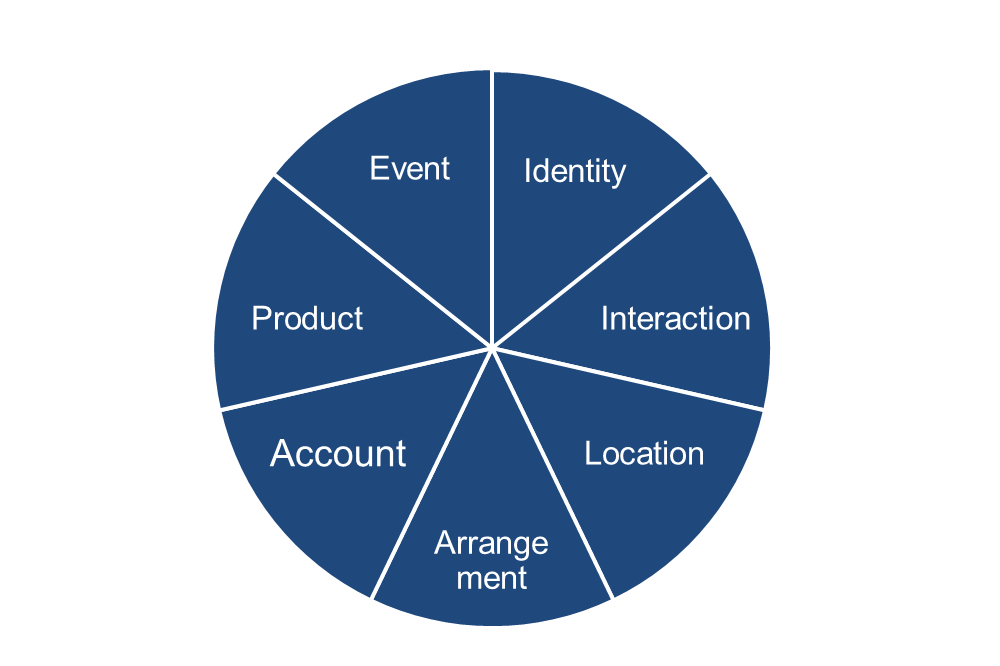 Event
Identity
Product
Interaction
Account
Location
Arrange
ment